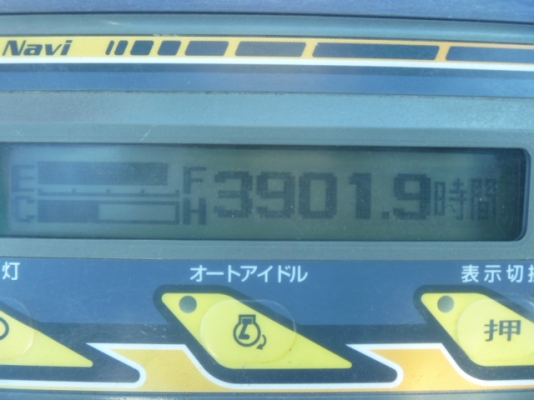 Navi
E F
3901.9時間
C H
灯
オートアイドル
表示切換
押